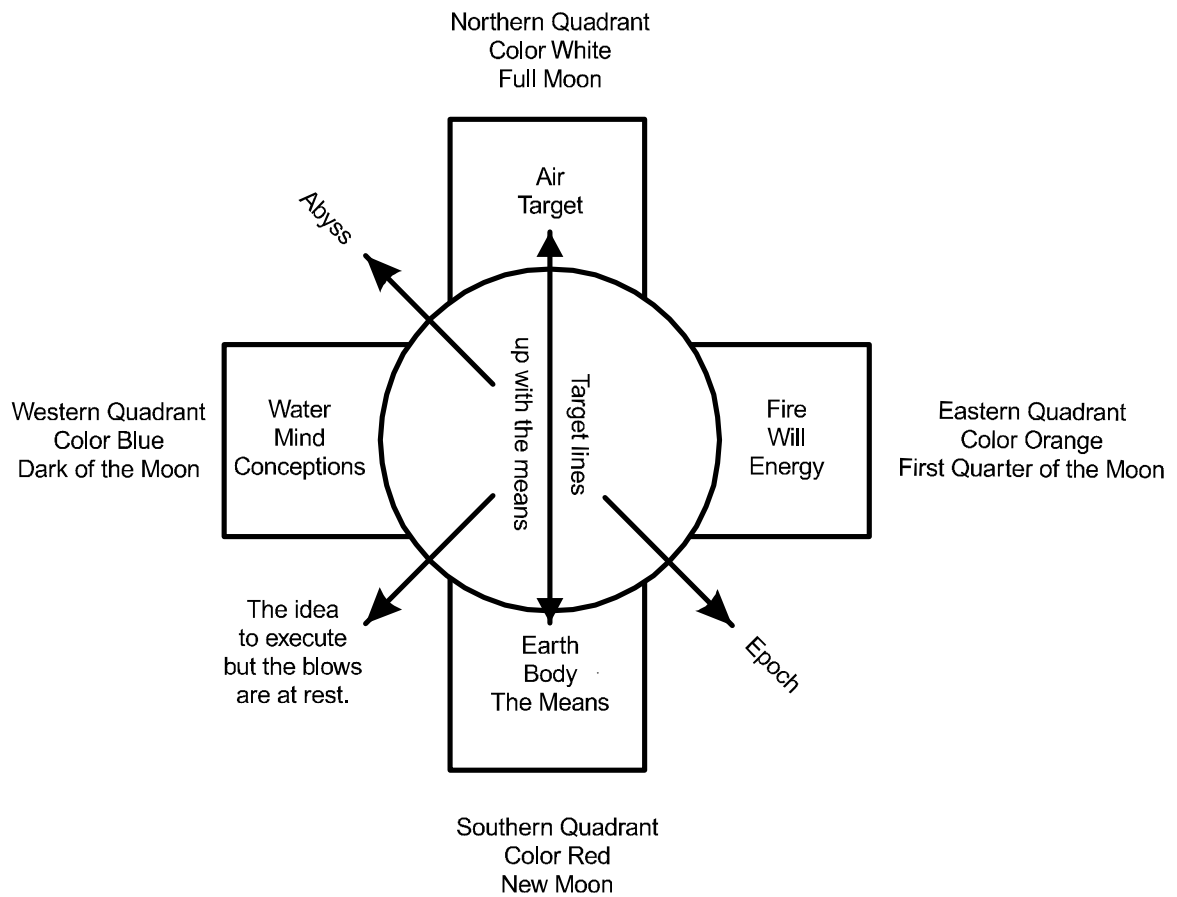 Northern Quadrant
Color White
Full Moon
Air
Target
Abyss
up with the means
Target lines
Western Quadrant
Color Blue
Dark of the Moon
Water
Mind
Conceptions
Fire
Will
Energy
Eastern Quadrant
Color Orange
First Quarter of the Moon
The idea
to execute
but the blows
are at rest.
Earth
Body
The Means
Epoch
Southern Quadrant
Color Red
New Moon